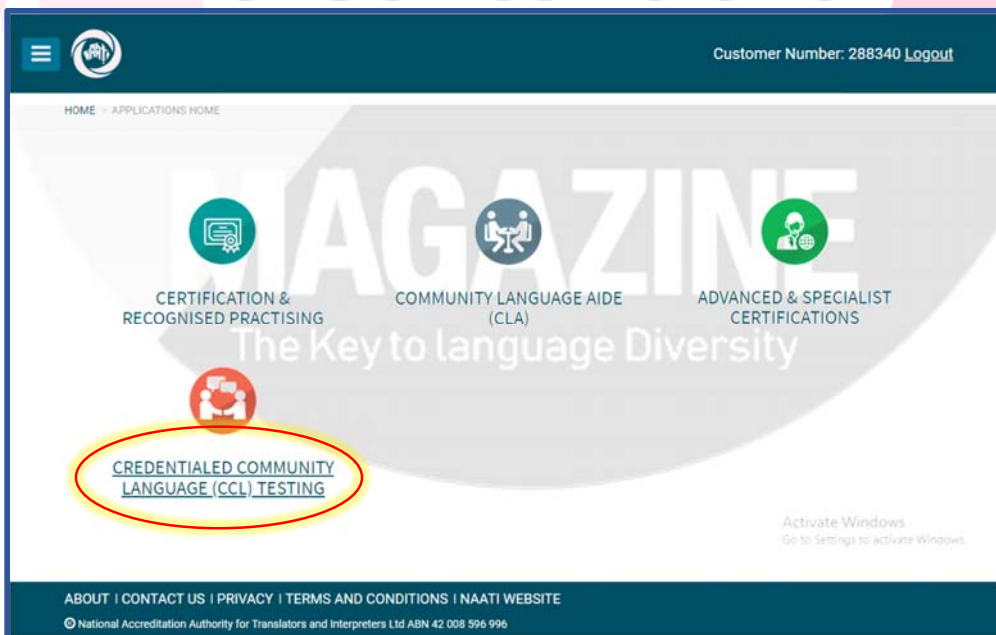 NAATI
Customer Number: 288340 Logout
HOME > APPLICATIONS HOME
MAGAZINE
The Key to language Diversity
CERTIFICATION &
RECOGNISED PRACTISING
COMMUNITY LANGUAGE AIDE
(CLA)
ADVANCED & SPECIALIST
CERTIFICATIONS
CREDENTIALED COMMUNITY
LANGUAGE (CCL) TESTING
Activate Windows
Go to Settings to activate Windows.
ABOUT | CONTACT US | PRIVACY | TERMS AND CONDITIONS | NAATI WEBSITE
© National Accreditation Authority for Translators and Interpreters Ltd ABN 42 008 596 996